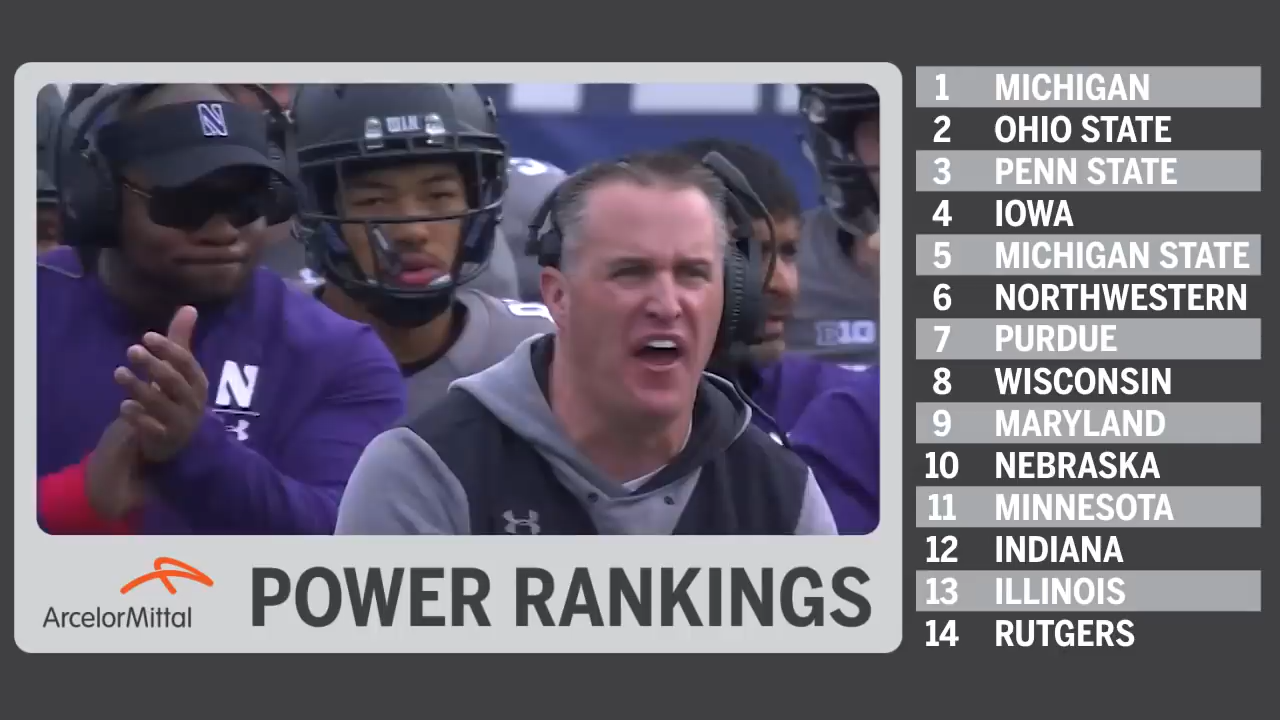 N
WIN
N
B1G
ArcelorMittal
POWER RANKINGS
1 MICHIGAN
2 OHIO STATE
3 PENN STATE
4 IOWA
5 MICHIGAN STATE
6 NORTHWESTERN
7 PURDUE
8 WISCONSIN
9 MARYLAND
10 NEBRASKA
11 MINNESOTA
12 INDIANA
13 ILLINOIS
14 RUTGERS